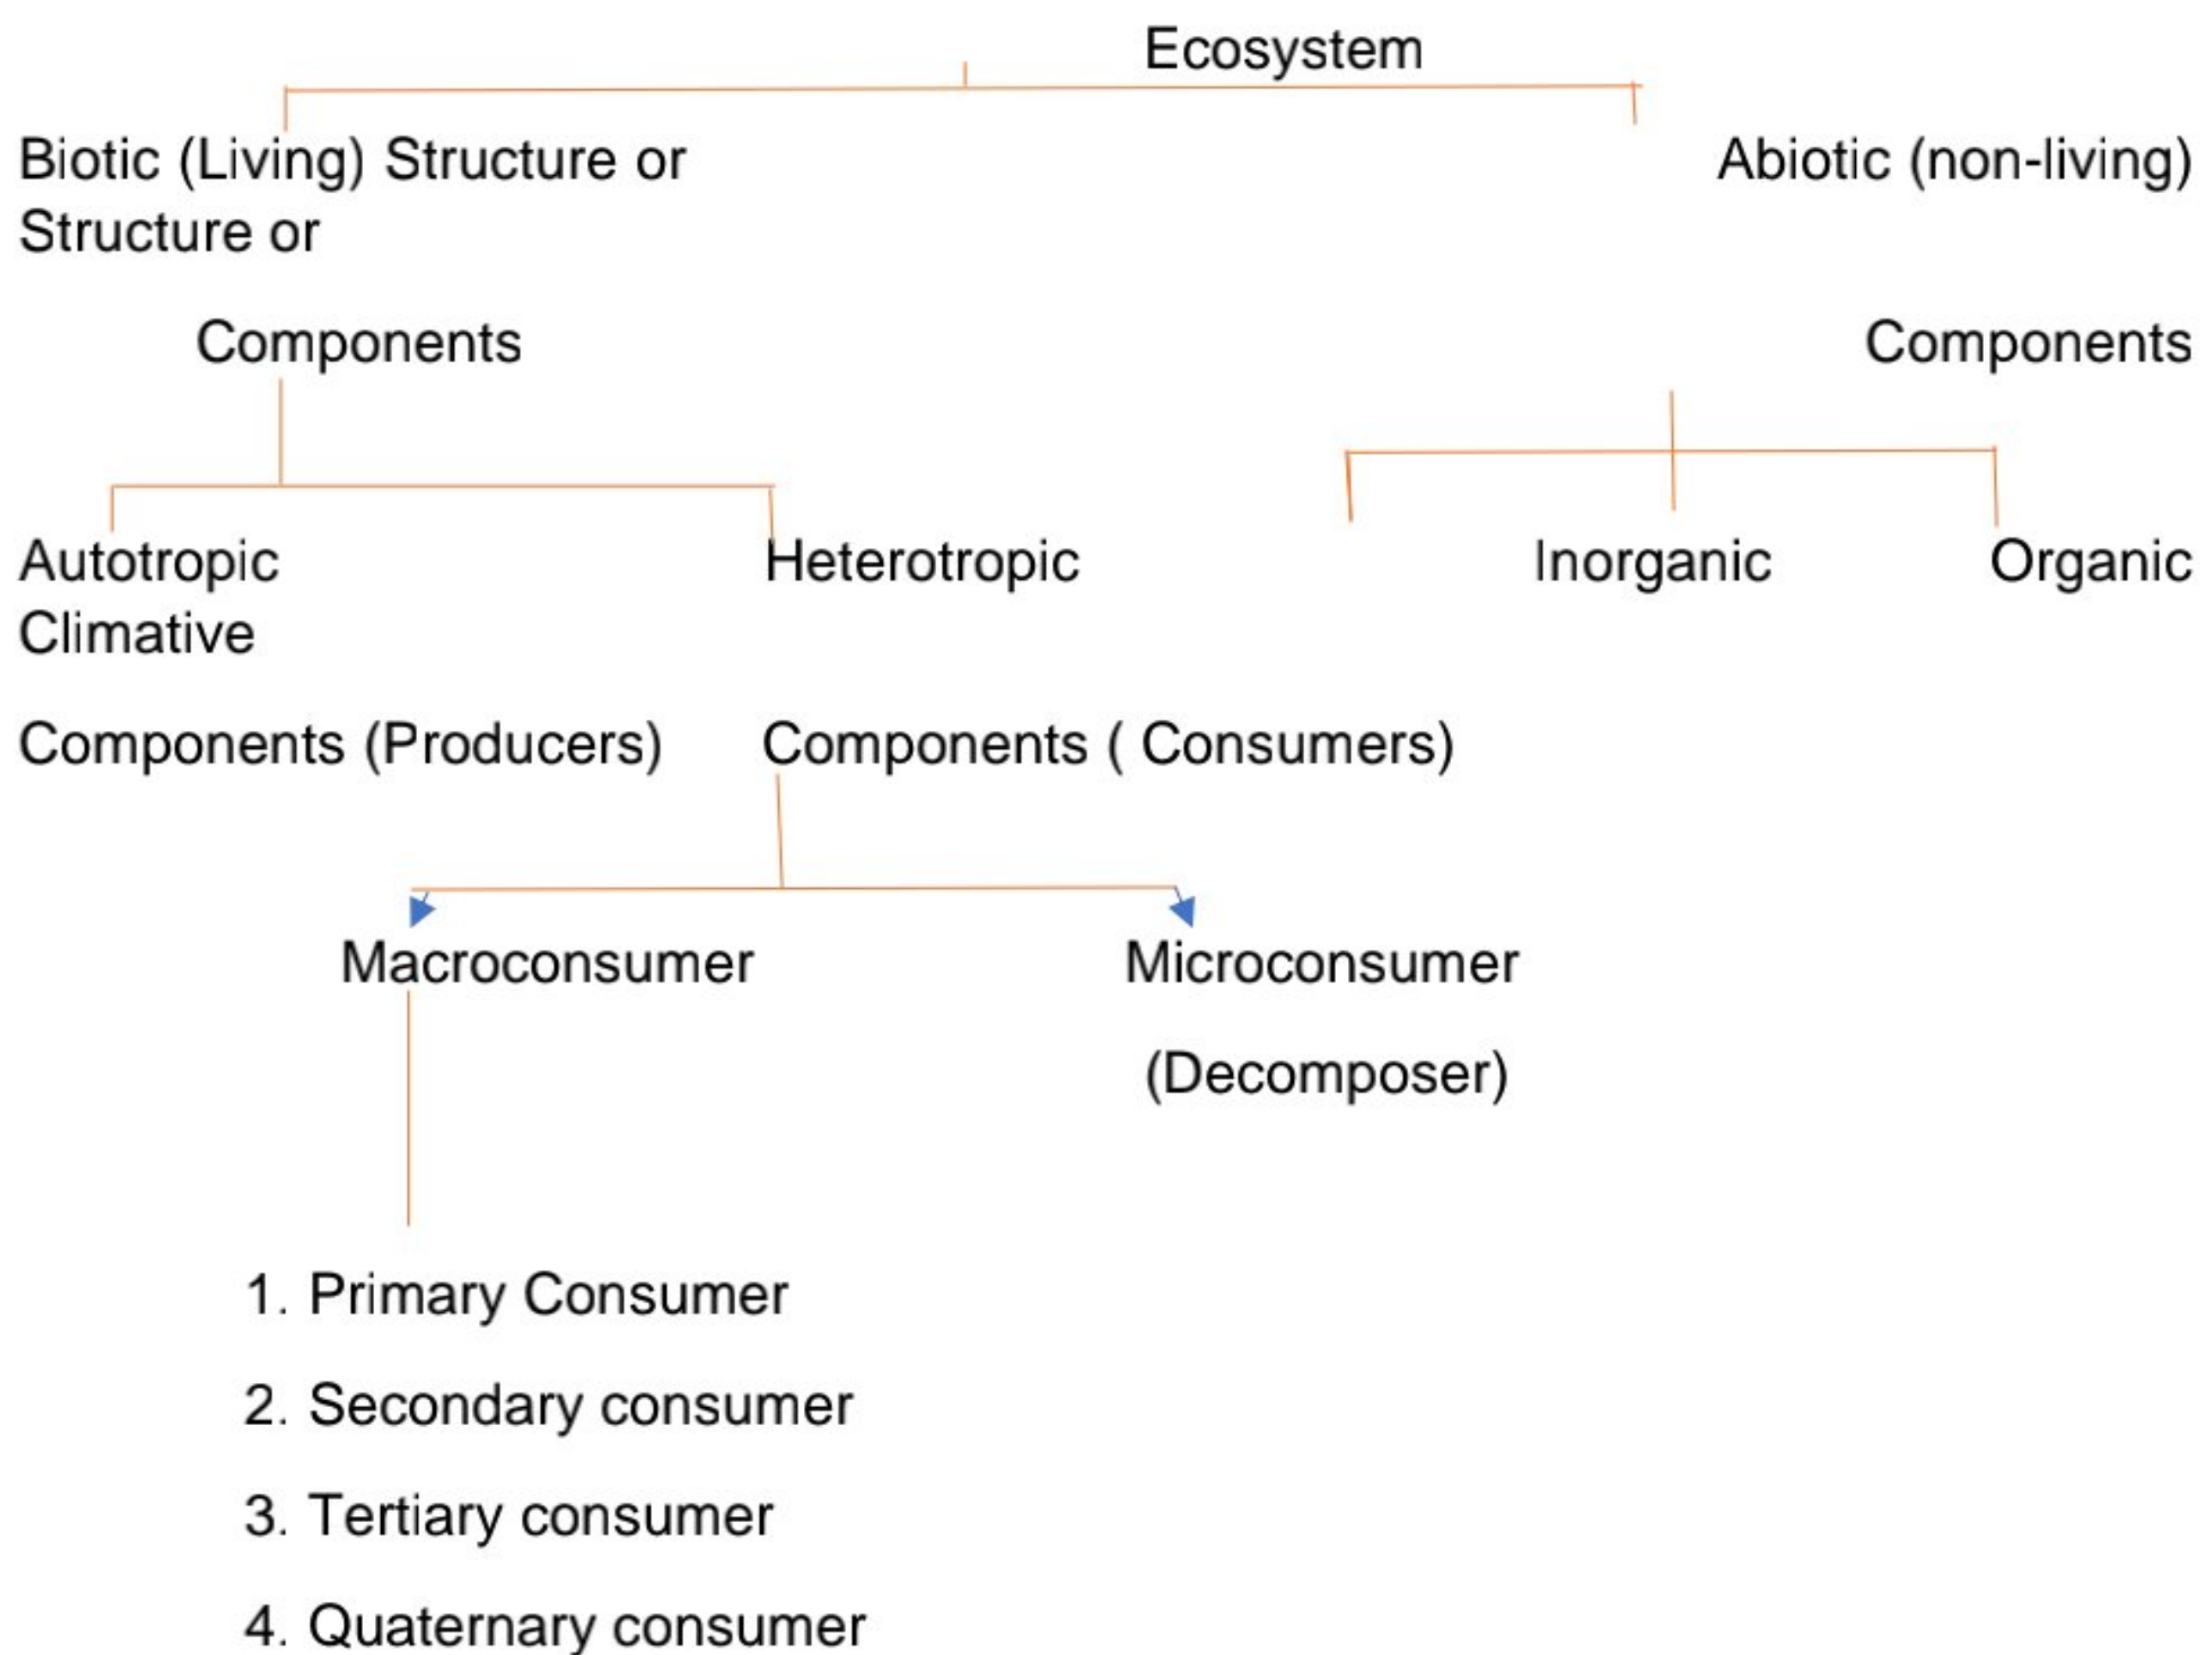 Ecosystem
Biotic (Living) Structure or Abiotic (non-living)
Structure or
Components Components
Autotropic Heterotropic Inorganic Organic
Climative
Components (Producers) Components ( Consumers)
Macroconsumer Microconsumer
(Decomposer)
1. Primary Consumer
2. Secondary consumer
3. Tertiary consumer
4. Quaternary consumer